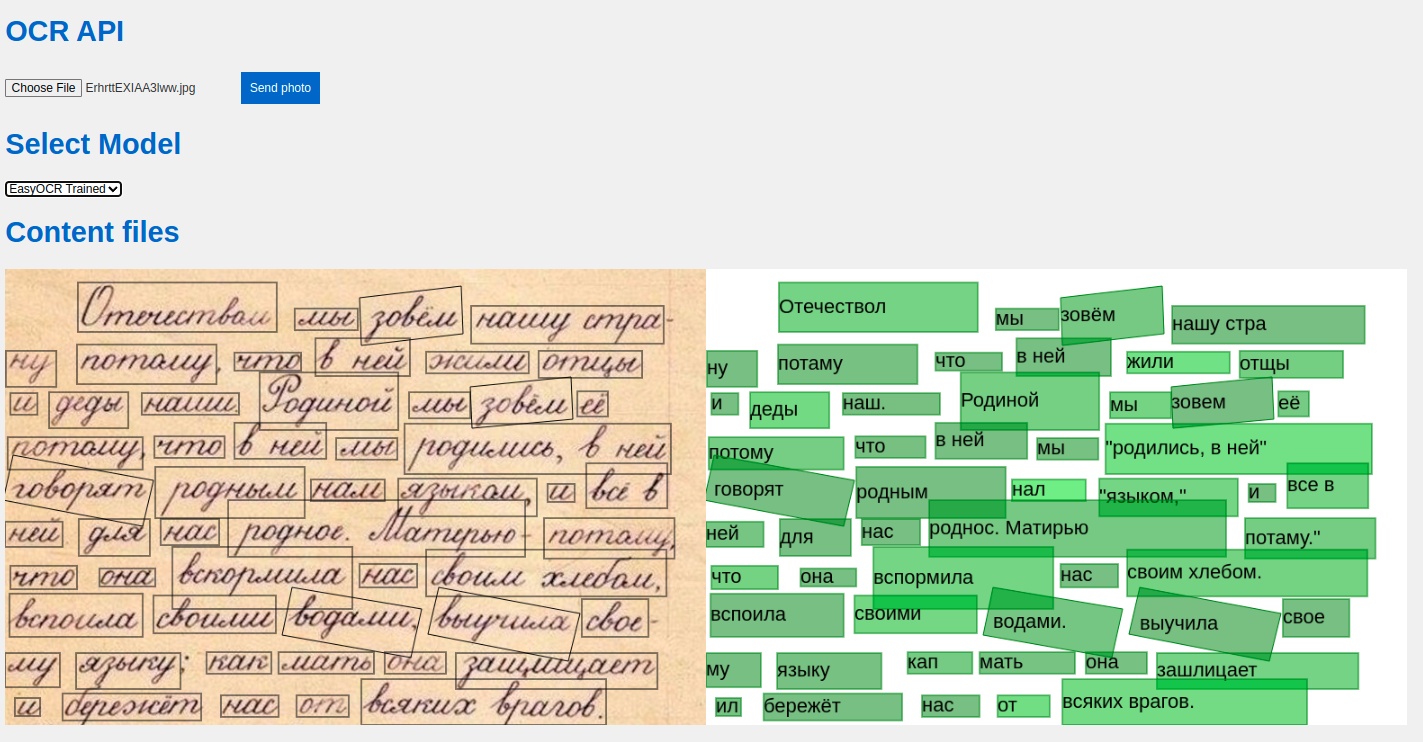 OCR API
Choose File ErhrttEXIAA3lww.jpg Send photo
Select Model
EasyOCR Trained
Content files
Отечеством мы зовём нашу стра-
ну потому, что в ней жили отцы
и деды наши. Родиной мы зовём её
потому, что в ней мы родились, в ней
говорят родным нам языком, и всё в
ней для нас родное. Матерью- потому,
что она вскормила нас своим хлебом,
вспоила своими водами, выучила свое-
му языку; как мать она защищает
и бережёт нас от всяких врагов.
Отечествол мы зовём нашу стра
ну потаму что в ней жили отщы
и деды наш. Родиной мы зовем её
потому что в ней мы "родились, в ней"
говорят родным нал "языком," и все в
ней для нас роднос. Матирью потаму."
что она вспормила нас своим хлебом.
вспоила своими водами. выучила свое
му языку кап мать она зашлицает
ил бережёт нас от всяких врагов.